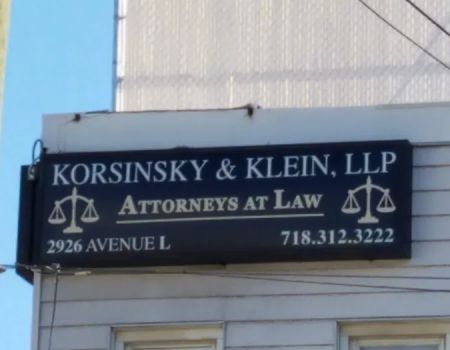 KORSINSKY & KLEIN, LLP
ATTORNEYS AT LAW
2926 AVENUE L 718.312.3222